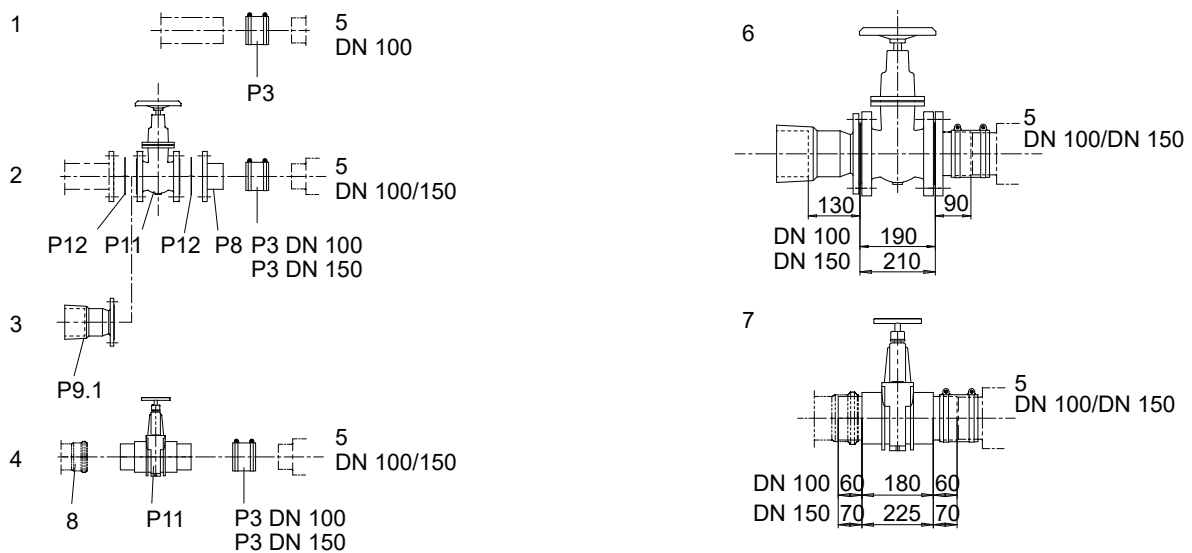 1
5
DN 100
P3
2
5
DN 100/150
P12 P11 P12 P8 P3 DN 100
P3 DN 150
3
P9.1
4
5
DN 100/150
8 P11 P3 DN 100
P3 DN 150
6
5
DN 100/DN 150
130 90
DN 100 190
DN 150 210
7
5
DN 100/DN 150
DN 100 60 180 60
DN 150 70 225 70